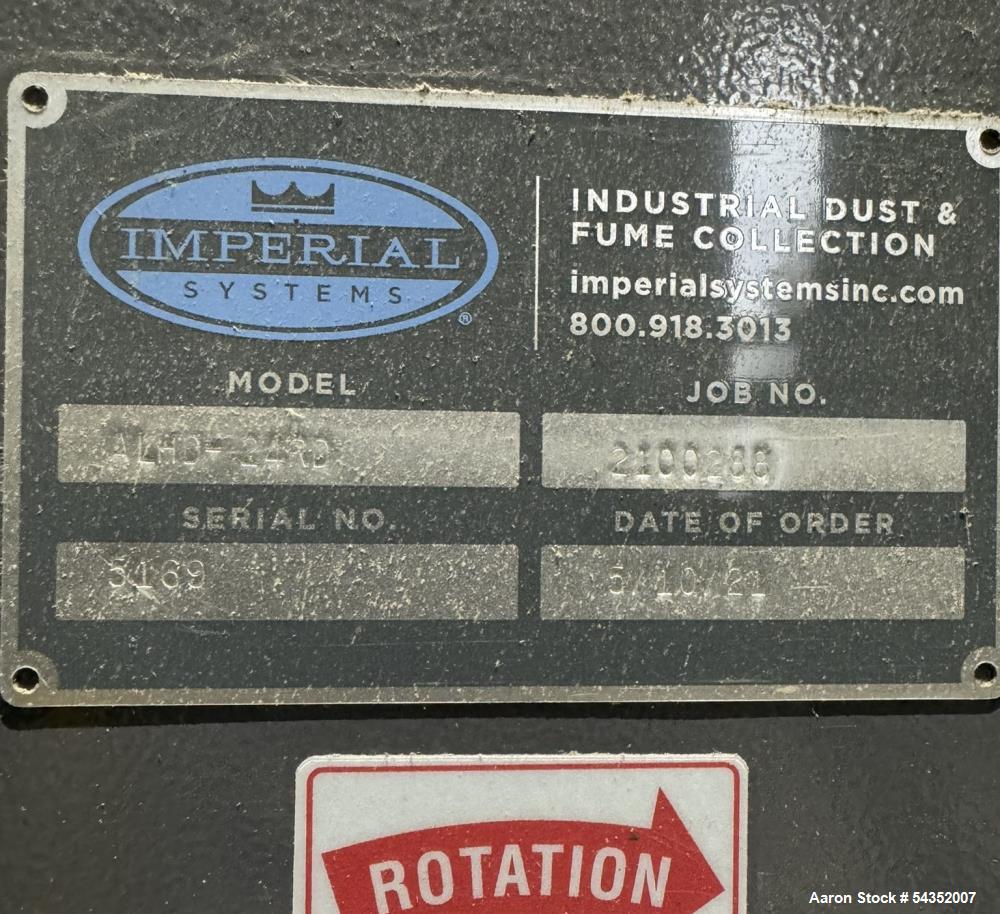 IMPERIAL
SYSTEMS
®
INDUSTRIAL DUST &
FUME COLLECTION
imperialsystemsinc.com
800.918.3013
MODEL
JOB NO.
SERIAL NO.
5169
DATE OF ORDER
5/10/21
ROTATION
Aaron Stock # 54352007